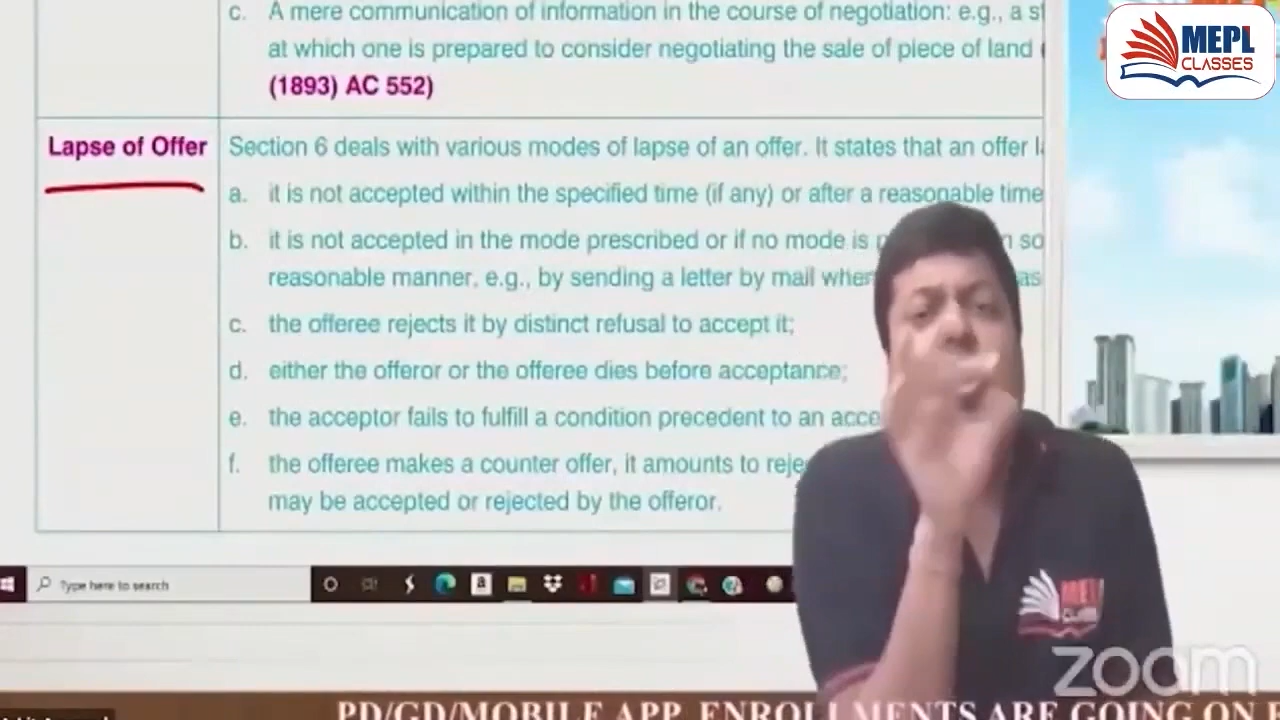 c. A mere communication of information in the course of negotiation: e.g., a
at which one is prepared to consider negotiating the sale of piece of land
(1893) AC 552)
MEPL
CLASSES
Lapse of Offer
Section 6 deals with various modes of lapse of an offer. It states that an offer
a. it is not accepted within the specified time (if any) or after a reasonable time
b. it is not accepted in the mode prescribed or if no mode is
reasonable manner, e.g., by sending a letter by mail
c. the offeree rejects it by distinct refusal to accept it;
d. either the offeror or the offeree dies before acceptance;
e. the acceptor fails to fulfill a condition precedent to an
f. the offeree makes a counter offer, it amounts to
may be accepted or rejected by the offeror.
Type here to search
a
MEPL
zoom
PD/GD/MOBILE APP ENROLLMENTS ARE GOING ON